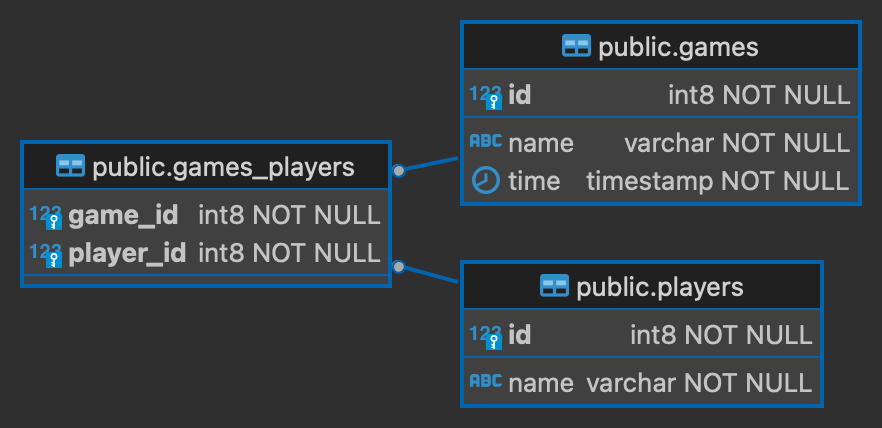 public.games_players
123 game_id int8 NOT NULL
123 player_id int8 NOT NULL
public.games
123 id int8 NOT NULL
ABC name varchar NOT NULL
time timestamp NOT NULL
public.players
123 id int8 NOT NULL
ABC name varchar NOT NULL